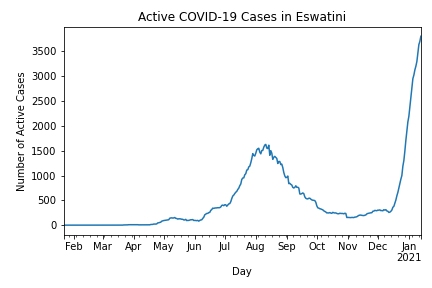 Active COVID-19 Cases in Eswatini
Number of Active Cases
3500
3000
2500
2000
1500
1000
500
0
Feb Mar Apr May Jun Jul Aug Sep Oct Nov Dec Jan
2021
Day